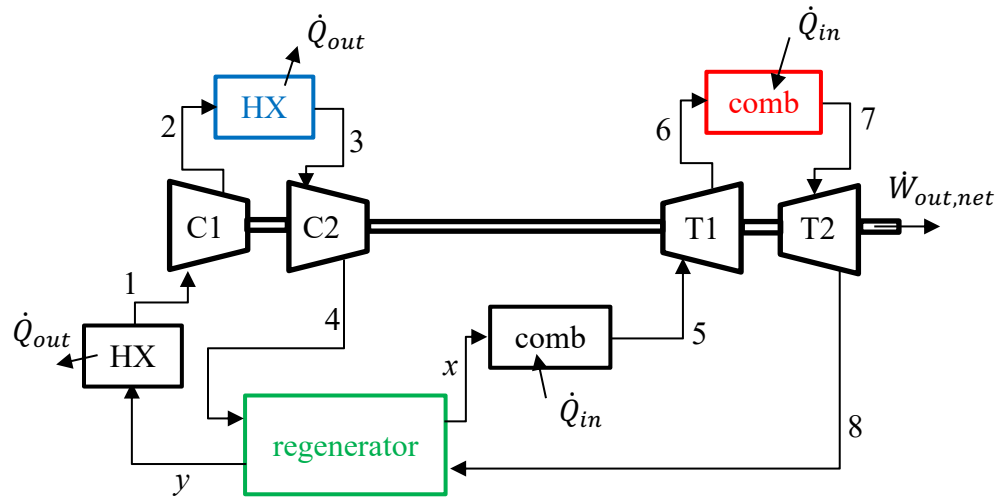 Q̇out
Q̇in
HX
comb
2
3
6
7
C1
C2
T1
T2
Ẇout,net
1
4
5
Q̇out
HX
x
comb
Q̇in
8
regenerator
y